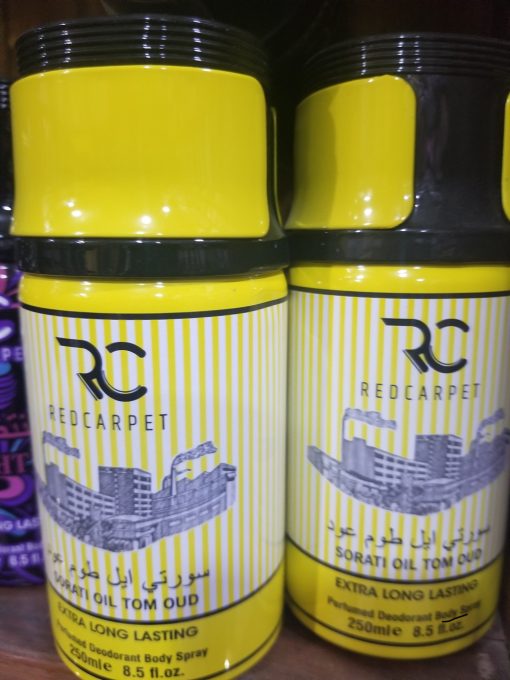 RC
REDCARPET
سورتي ايل طوم عود
SORATI OIL TOM OUD
EXTRA LONG LASTING
Perfumed Deodorant Body Spray
250ml e 8.5 fl.oz.
RC
REDCARPET
سورتي ايل طوم عود
SORATI OIL TOM OUD
EXTRA LONG LASTING
Perfumed Deodorant Body Spray
250ml e 8.5 fl.oz.